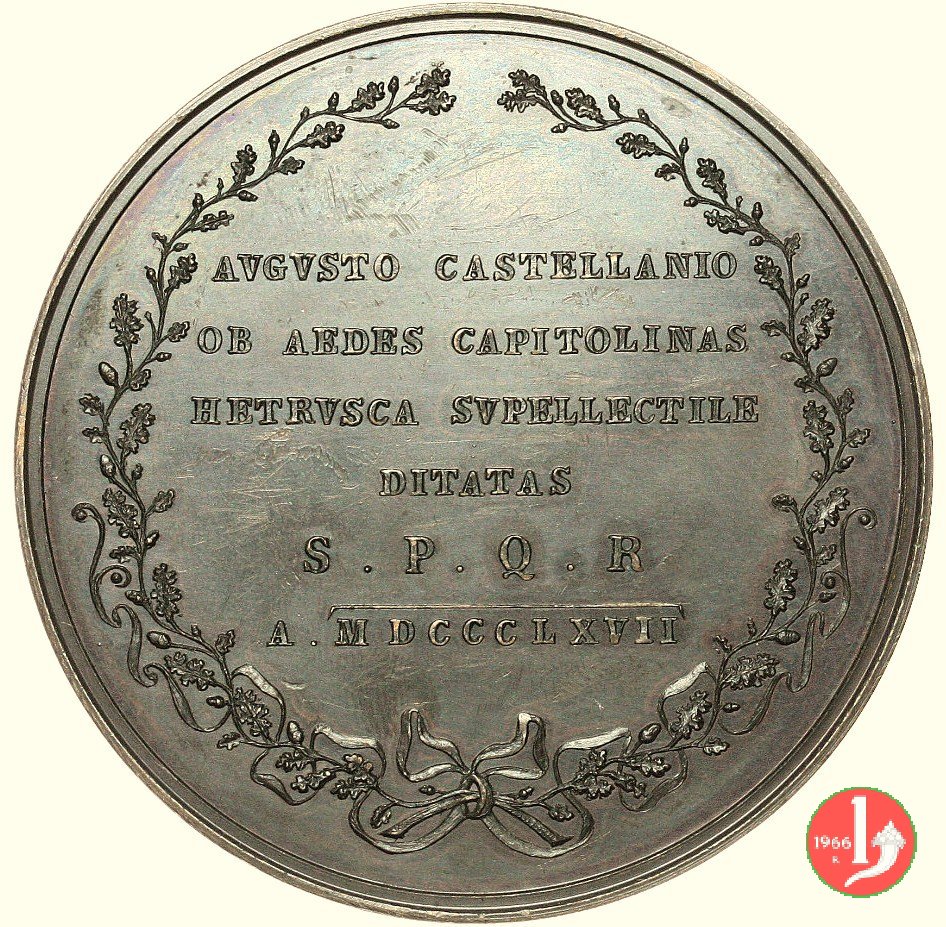 AVGVSTO CASTELLANIO
OB AEDES CAPITOLINAS
HETRVSCA SVPELLECTILE
DITATAS
S . P . Q . R
A . MDCCCLXVII
1966
R.